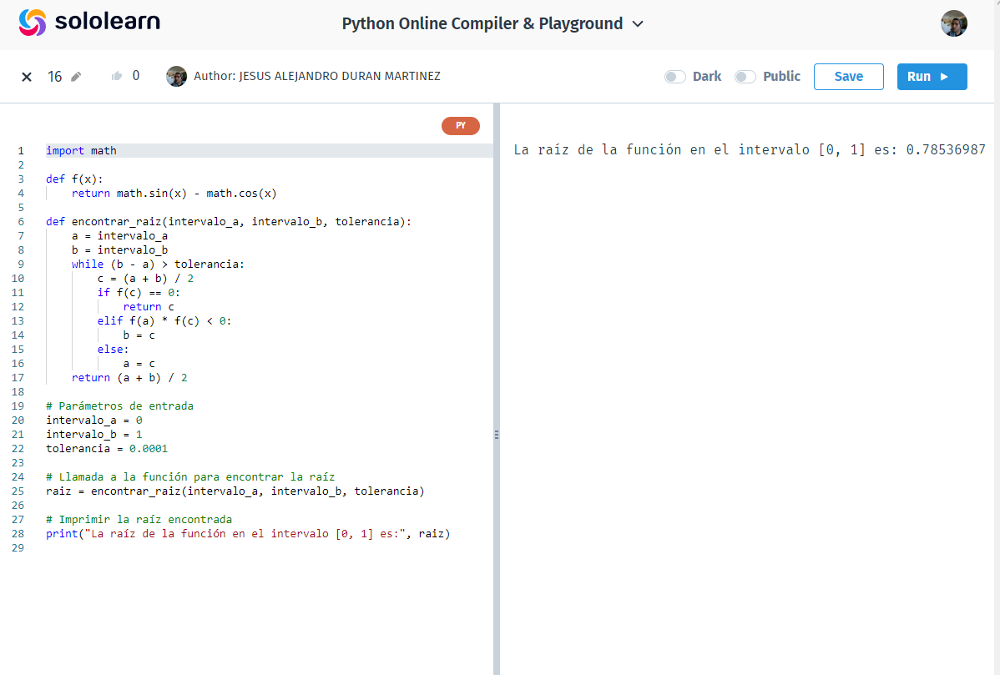 sololearn
Python Online Compiler & Playground
16
0
Author: JESUS ALEJANDRO DURAN MARTINEZ
Dark
Public
Save
Run
PY
1 import math
2
3 def f(x):
4     return math.sin(x) - math.cos(x)
5
6 def encontrar_raiz(intervalo_a, intervalo_b, tolerancia):
7     a = intervalo_a
8     b = intervalo_b
9     while (b - a) > tolerancia:
10         c = (a + b) / 2
11         if f(c) == 0:
12             return c
13         elif f(a) * f(c) < 0:
14             b = c
15         else:
16             a = c
17     return (a + b) / 2
18
19 # Parámetros de entrada
20 intervalo_a = 0
21 intervalo_b = 1
22 tolerancia = 0.0001
23
24 # Llamada a la función para encontrar la raíz
25 raiz = encontrar_raiz(intervalo_a, intervalo_b, tolerancia)
26
27 # Imprimir la raíz encontrada
28 print("La raíz de la función en el intervalo [0, 1] es:", raiz)
29
La raíz de la función en el intervalo [0, 1] es: 0.78536987